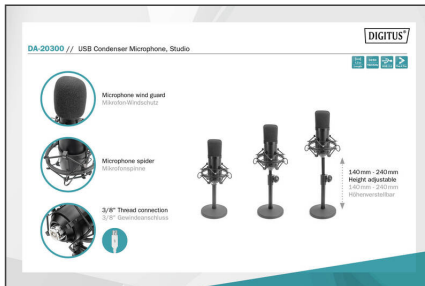 DIGITUS®
DA-20300 // USB Condenser Microphone, Studio
Microphone wind guard
Mikrofon-Windschutz
Microphone spider
Mikrofonspinne
3/8" Thread connection
3/8" Gewindeanschluss
140 mm - 240 mm
Height adjustable
140 mm - 240 mm
Höhenverstellbar